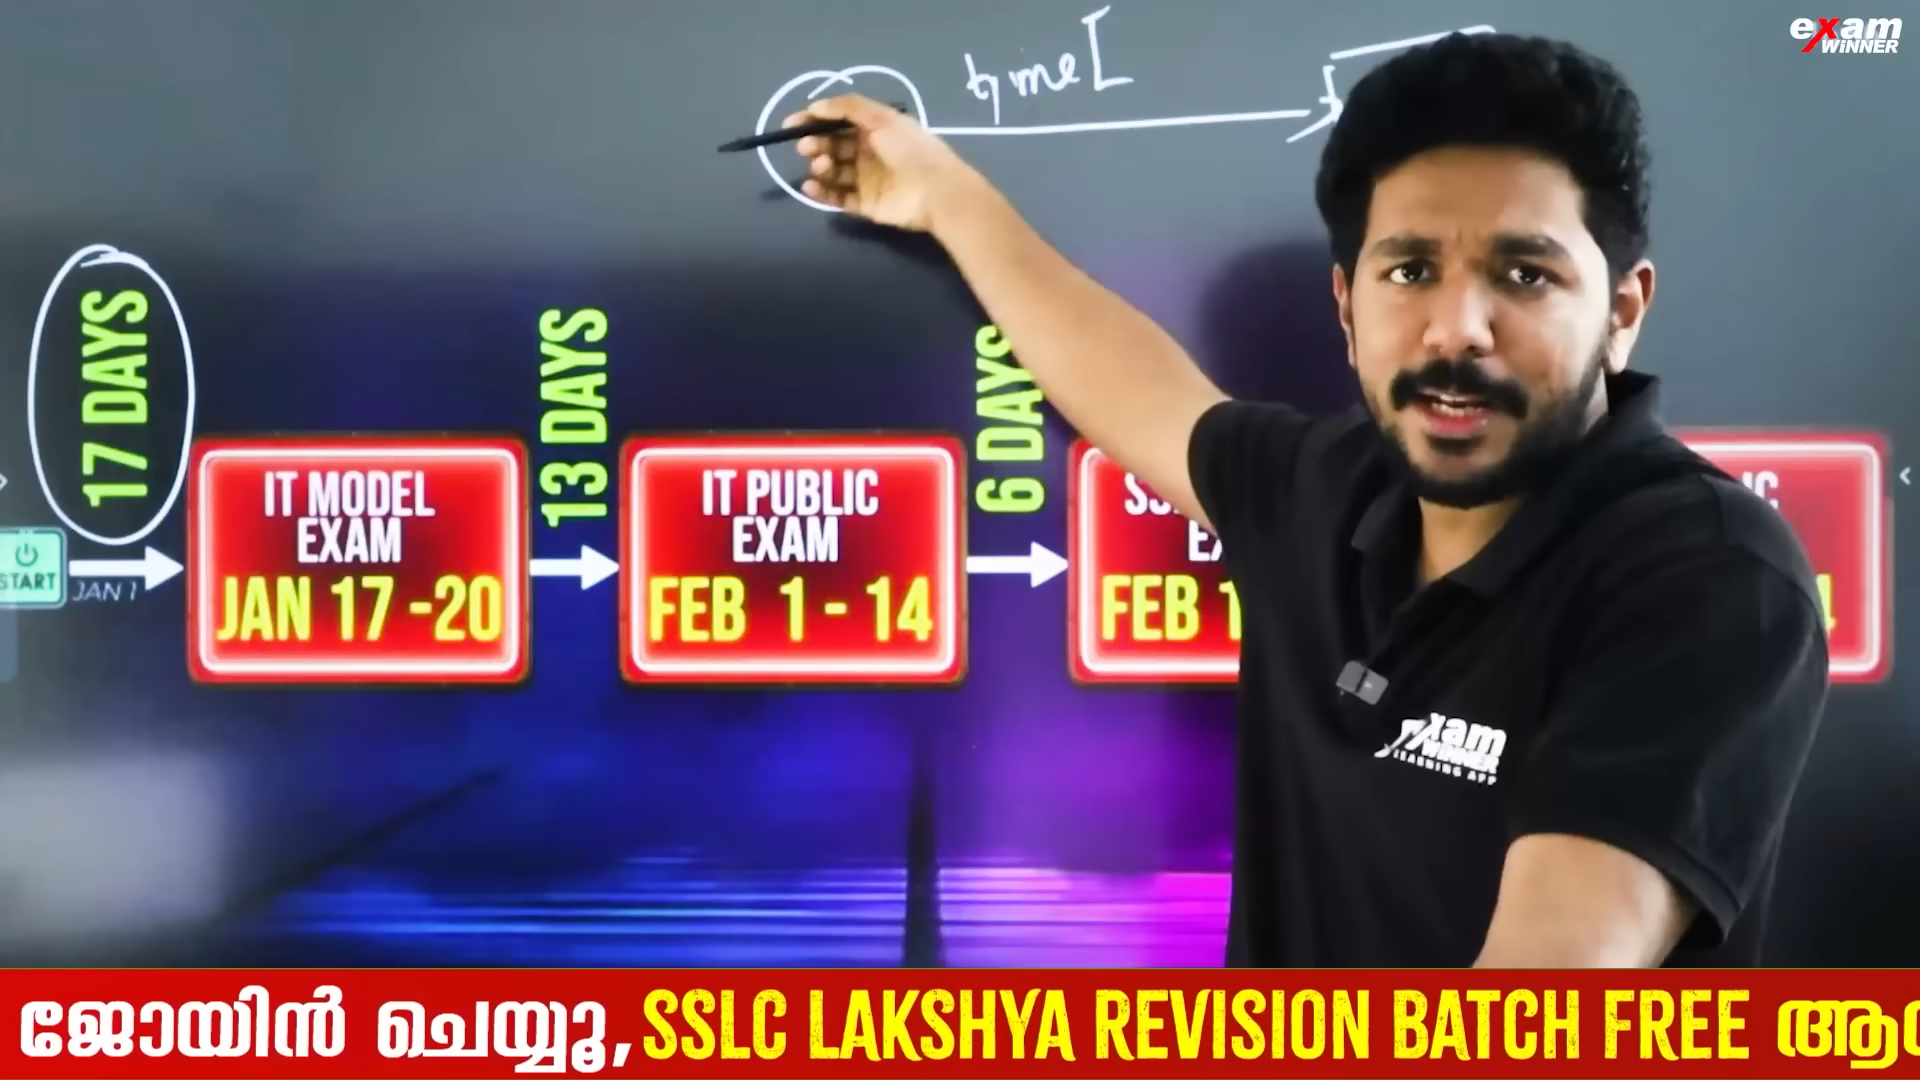 exam
WINNER
time
17 DAYS
13 DAYS
6 DAYS
START
JAN 1
IT MODEL
EXAM
JAN 17 -20
IT PUBLIC
EXAM
FEB 1 - 14
FEB 1
exam
WINNER
LEARNING APP
ജോയിൻ ചെയ്യൂ, SSLC LAKSHYA REVISION BATCH FREE